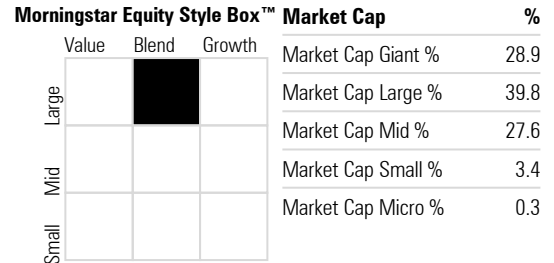 Morningstar Equity Style Box™
Value Blend Growth
Large
Mid
Small
Market Cap %
Market Cap Giant % 28.9
Market Cap Large % 39.8
Market Cap Mid % 27.6
Market Cap Small % 3.4
Market Cap Micro % 0.3